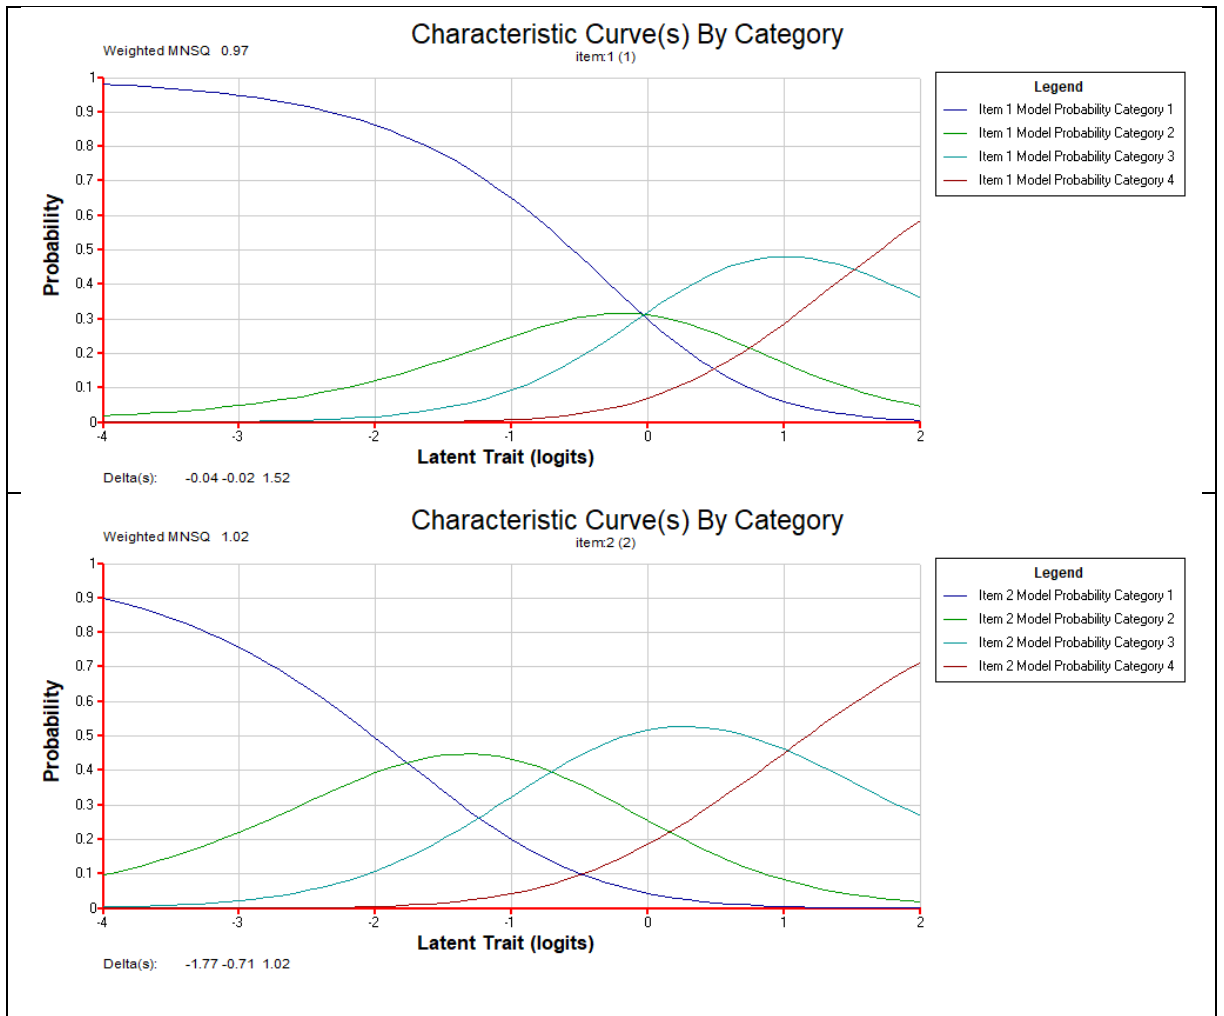 Characteristic Curve(s) By Category
Weighted MNSQ 0.97
item:1 (1)
Legend
Item 1 Model Probability Category 1
Item 1 Model Probability Category 2
Item 1 Model Probability Category 3
Item 1 Model Probability Category 4
Probability
1
0.9
0.8
0.7
0.6
0.5
0.4
0.3
0.2
0.1
0
-4 -3 -2 -1 0 1 2
Latent Trait (logits)
Delta(s): -0.04 -0.02 1.52
Characteristic Curve(s) By Category
Weighted MNSQ 1.02
item:2 (2)
Legend
Item 2 Model Probability Category 1
Item 2 Model Probability Category 2
Item 2 Model Probability Category 3
Item 2 Model Probability Category 4
Probability
1
0.9
0.8
0.7
0.6
0.5
0.4
0.3
0.2
0.1
0
-4 -3 -2 -1 0 1 2
Latent Trait (logits)
Delta(s): -1.77 -0.71 1.02